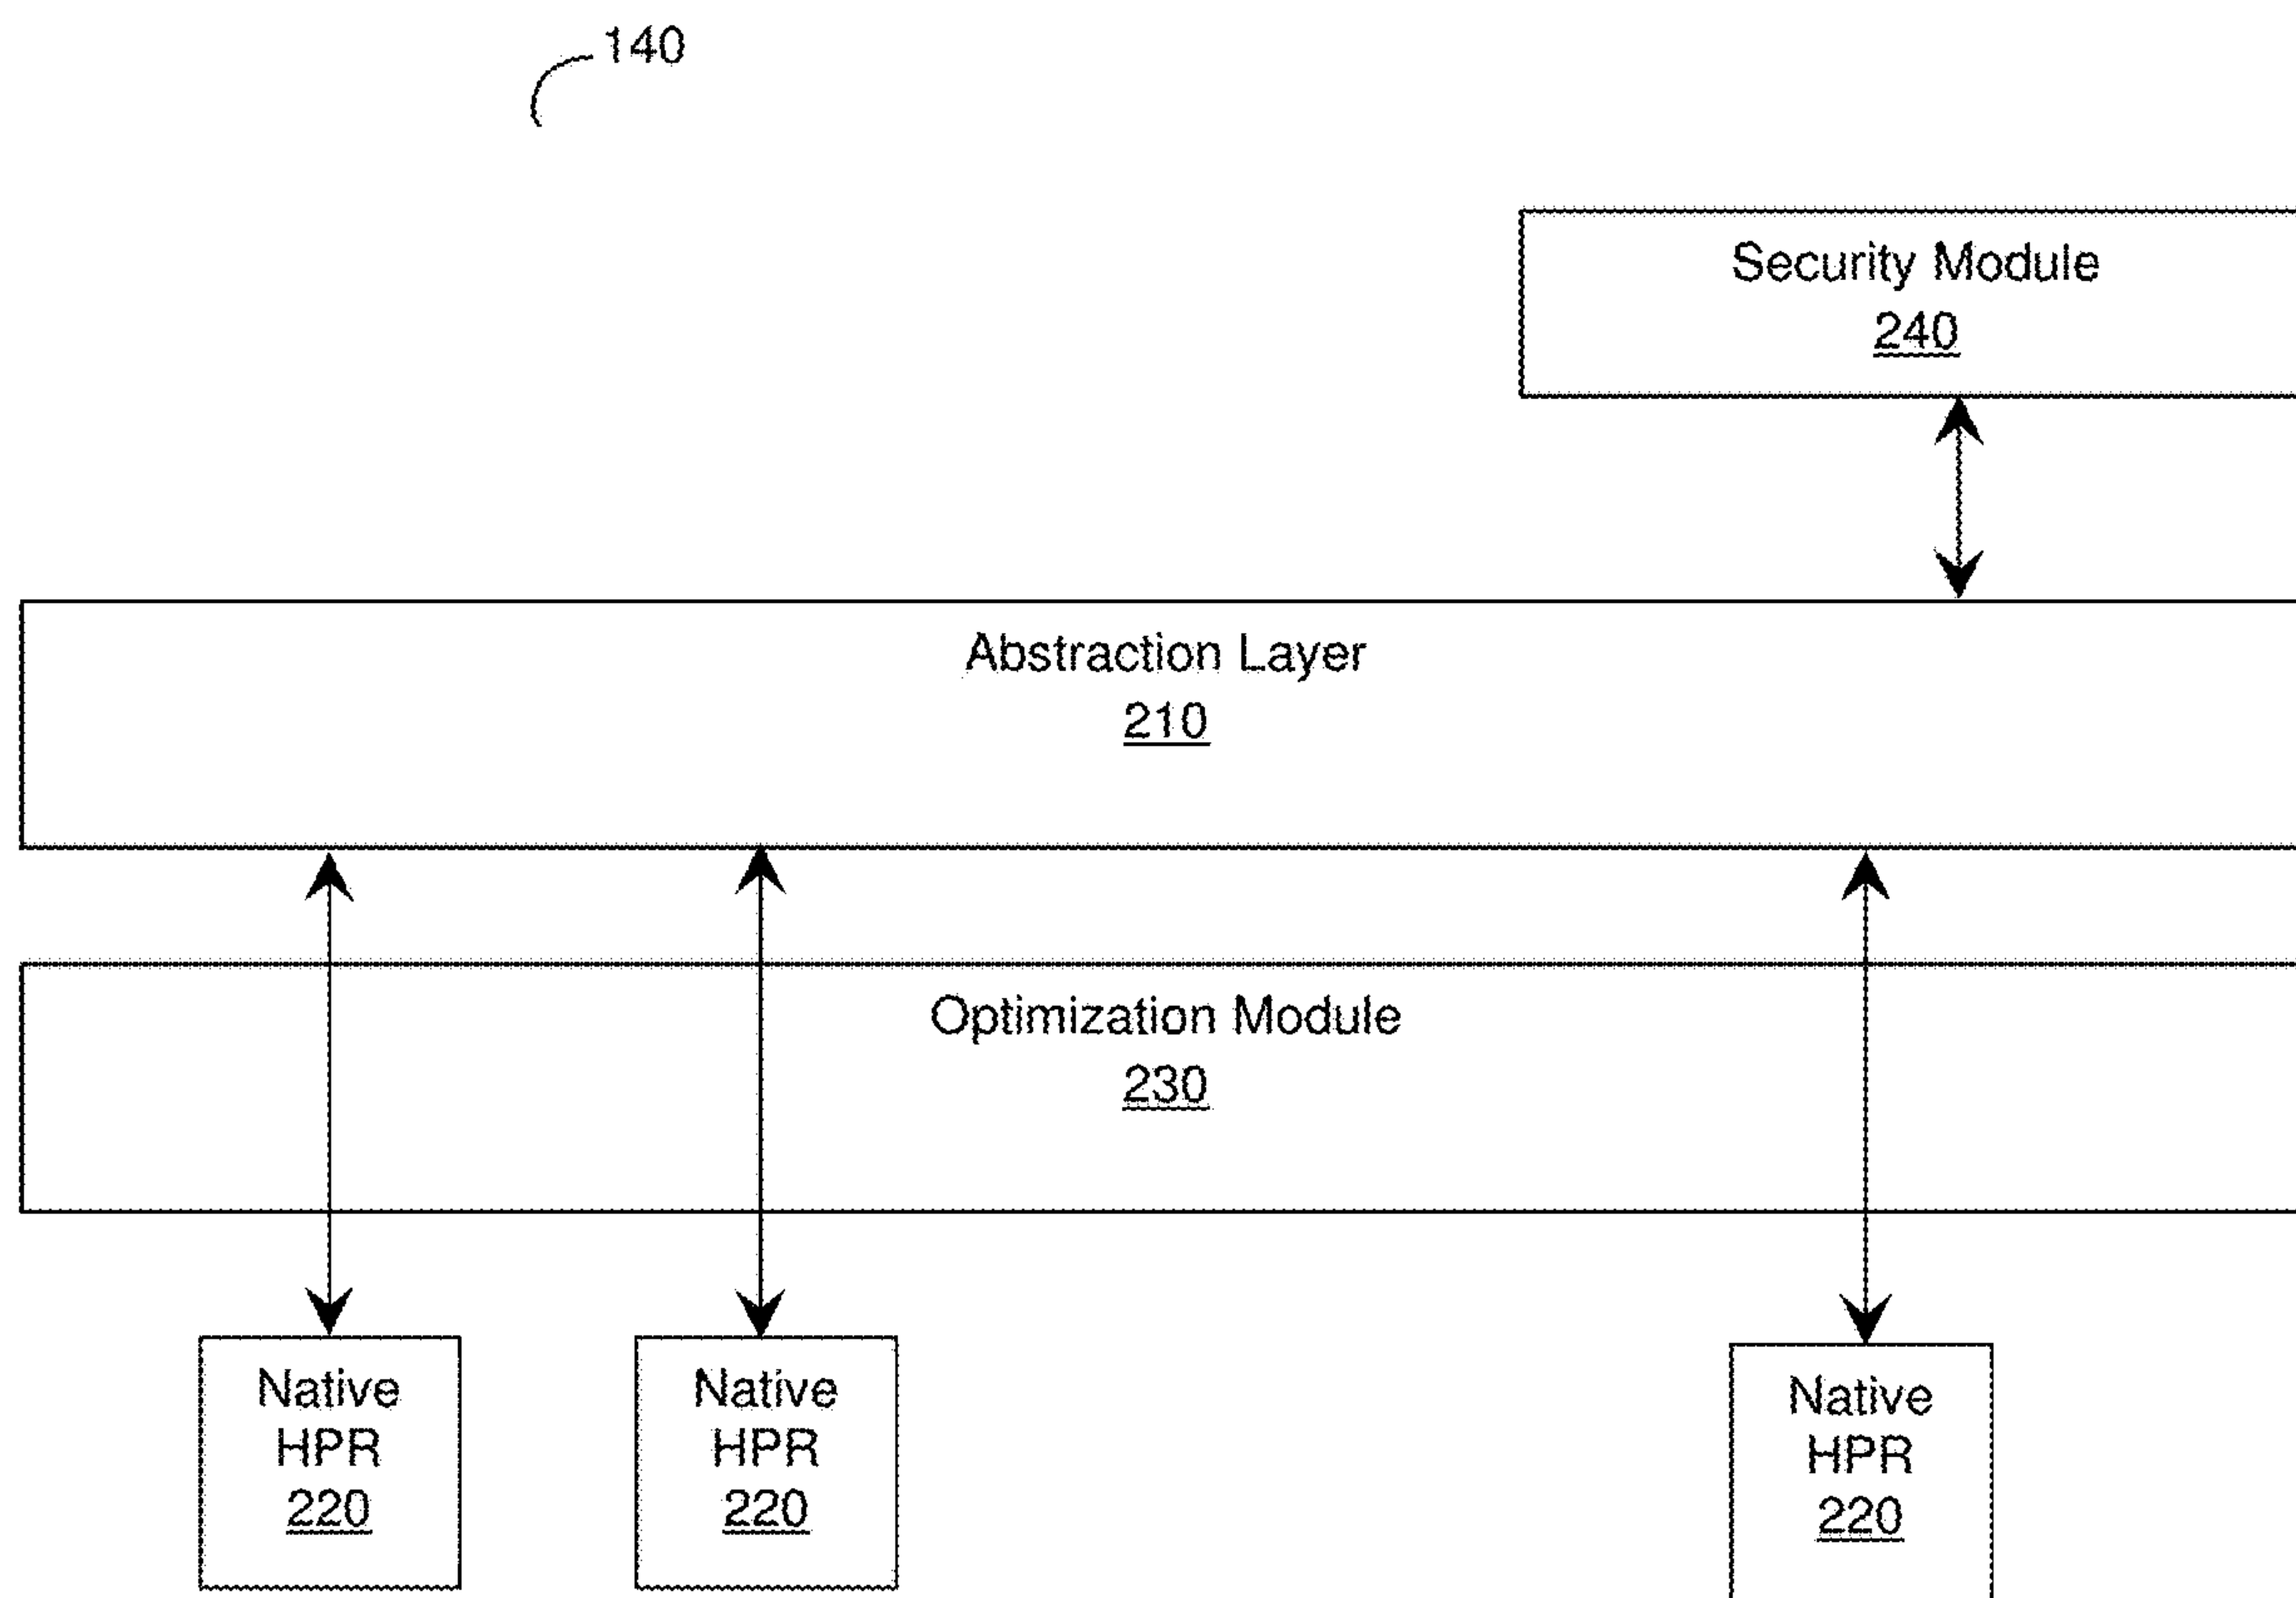 140
Security Module
240
Abstraction Layer
210
Optimization Module
230
Native
HPR
220
Native
HPR
220
Native
HPR
220